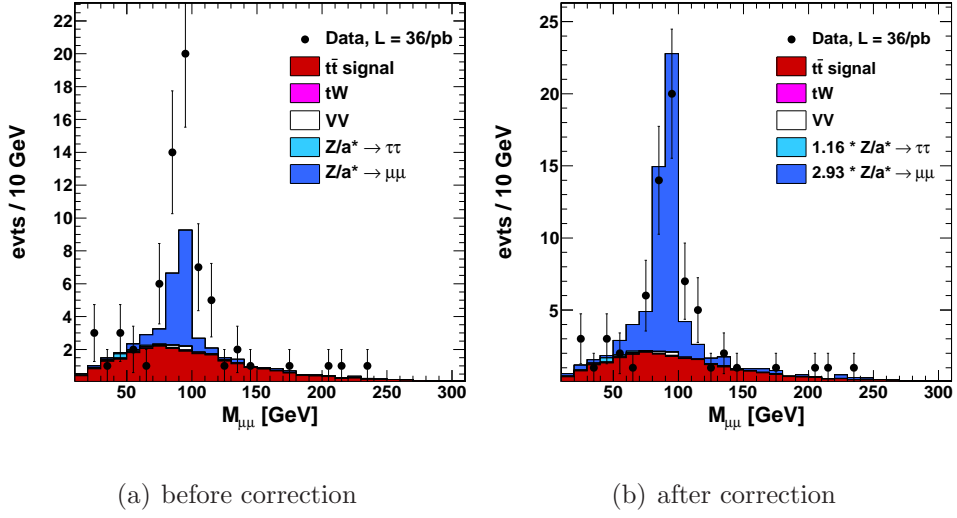 22
20
18
16
14
12
10
8
6
4
2
evts / 10 GeV
Data, L = 36/pb
tt̄ signal
tW
VV
Z/a* → ττ
Z/a* → μμ
50 100 150 200 250 300
M_μμ [GeV]
(a) before correction
25
20
15
10
5
evts / 10 GeV
Data, L = 36/pb
tt̄ signal
tW
VV
1.16 * Z/a* → ττ
2.93 * Z/a* → μμ
50 100 150 200 250 300
M_μμ [GeV]
(b) after correction